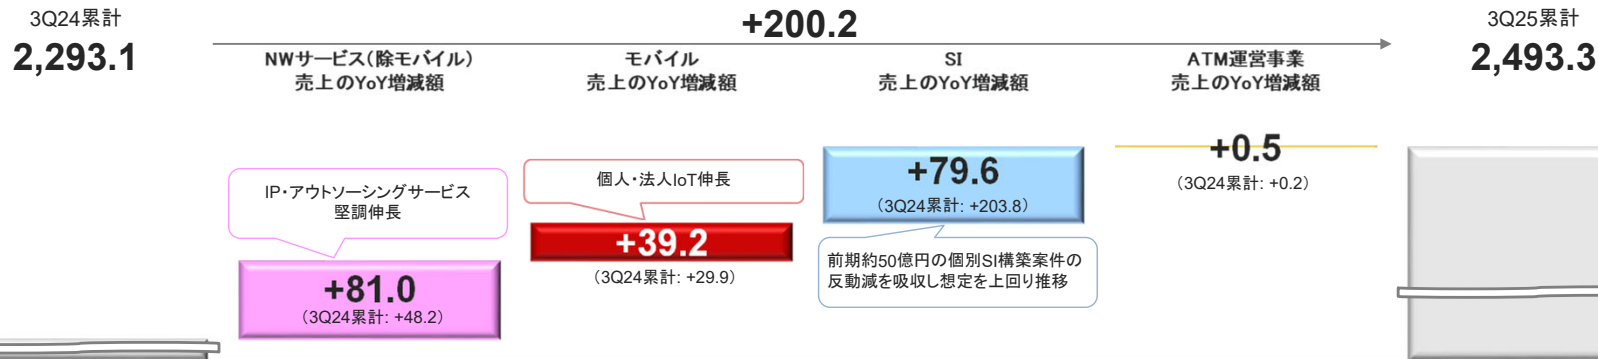 3Q24累計
2,293.1
+200.2
3Q25累計
2,493.3
NWサービス(除モバイル)
売上のYoY増減額
モバイル
売上のYoY増減額
SI
売上のYoY増減額
ATM運営事業
売上のYoY増減額
IP・アウトソーシングサービス
堅調伸長
+81.0
(3Q24累計: +48.2)
個人・法人IoT伸長
+39.2
(3Q24累計: +29.9)
+79.6
(3Q24累計: +203.8)
前期約50億円の個別SI構築案件の
反動減を吸収し想定を上回り推移
+0.5
(3Q24累計: +0.2)